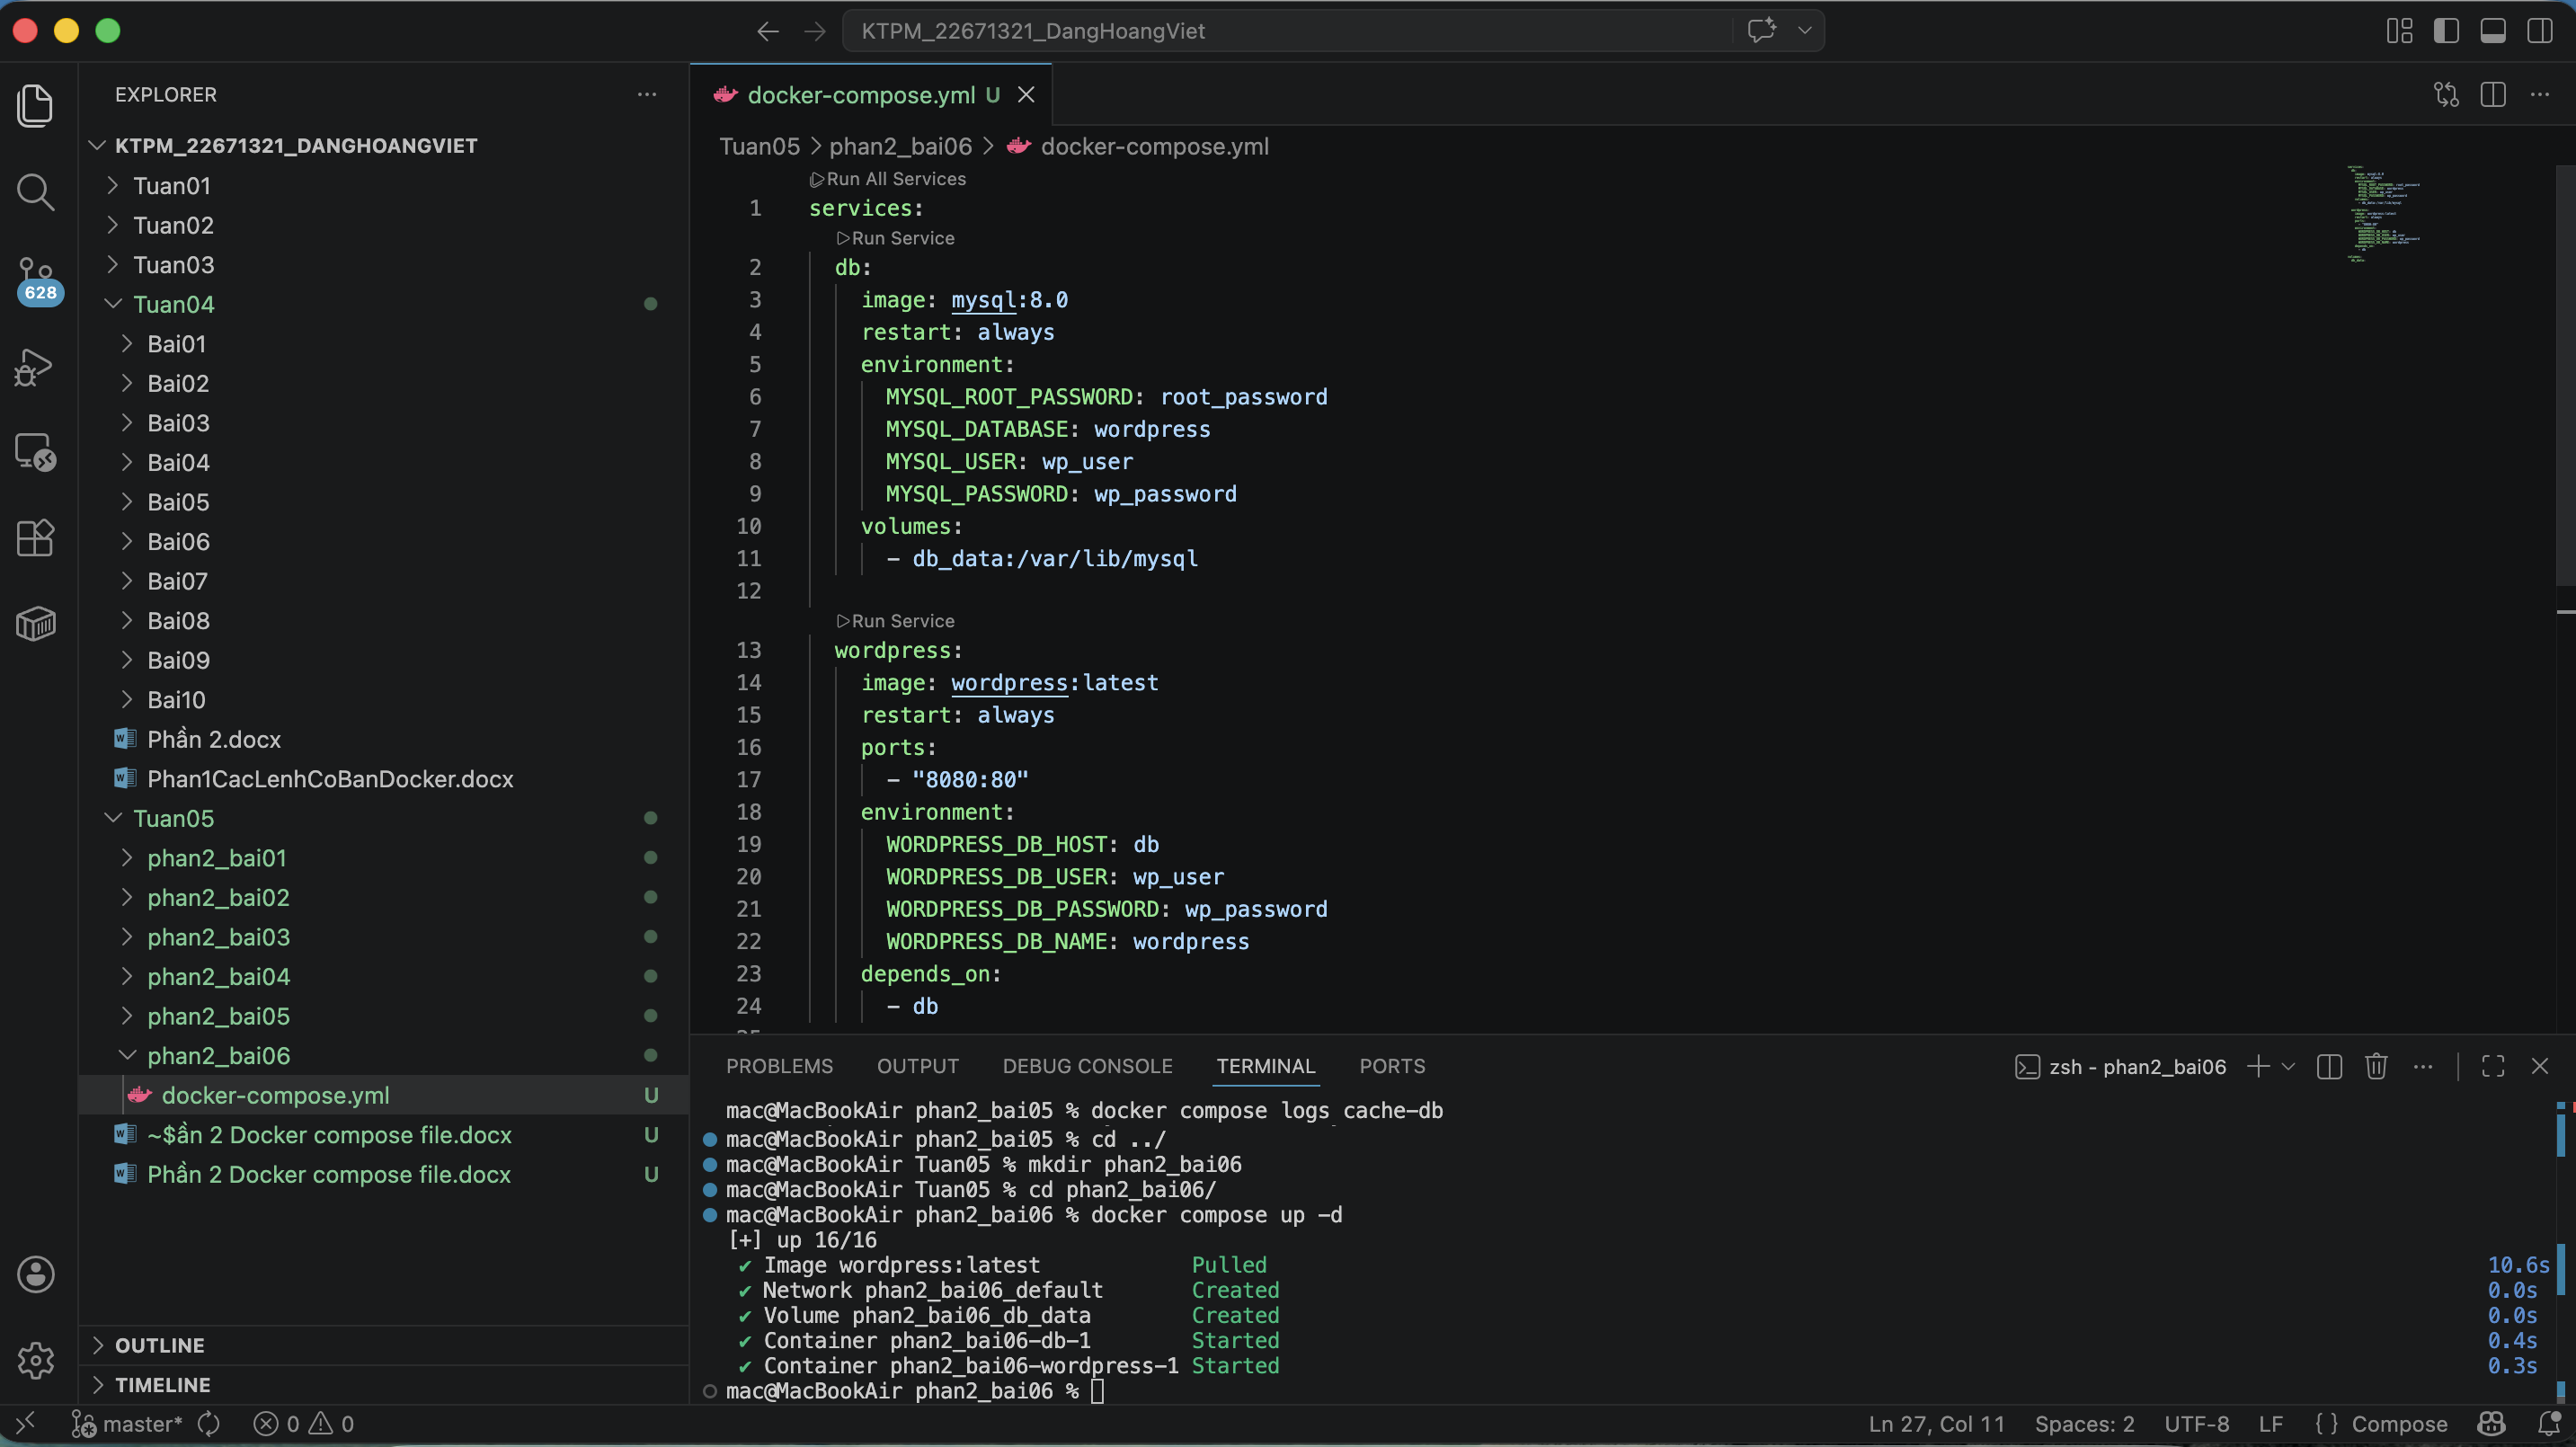 KTPM_22671321_DangHoangViet
EXPLORER
KTPM_22671321_DANGHOANGVIET
Tuan01
Tuan02
Tuan03
Tuan04
Bai01
Bai02
Bai03
Bai04
Bai05
Bai06
Bai07
Bai08
Bai09
Bai10
Phần 2.docx
Phan1CacLenhCoBanDocker.docx
Tuan05
phan2_bai01
phan2_bai02
phan2_bai03
phan2_bai04
phan2_bai05
phan2_bai06
docker-compose.yml U
~$ần 2 Docker compose file.docx U
Phần 2 Docker compose file.docx U
OUTLINE
TIMELINE
628
docker-compose.yml U
Tuan05 > phan2_bai06 > docker-compose.yml
Run All Services
1 services:
Run Service
2 db:
3 image: mysql:8.0
4 restart: always
5 environment:
6 MYSQL_ROOT_PASSWORD: root_password
7 MYSQL_DATABASE: wordpress
8 MYSQL_USER: wp_user
9 MYSQL_PASSWORD: wp_password
10 volumes:
11 - db_data:/var/lib/mysql
12
Run Service
13 wordpress:
14 image: wordpress:latest
15 restart: always
16 ports:
17 - "8080:80"
18 environment:
19 WORDPRESS_DB_HOST: db
20 WORDPRESS_DB_USER: wp_user
21 WORDPRESS_DB_PASSWORD: wp_password
22 WORDPRESS_DB_NAME: wordpress
23 depends_on:
24 - db
PROBLEMS OUTPUT DEBUG CONSOLE TERMINAL PORTS
zsh - phan2_bai06
mac@MacBookAir phan2_bai05 % docker compose logs cache-db
mac@MacBookAir phan2_bai05 % cd ../
mac@MacBookAir Tuan05 % mkdir phan2_bai06
mac@MacBookAir Tuan05 % cd phan2_bai06/
mac@MacBookAir phan2_bai06 % docker compose up -d
[+] up 16/16
✔ Image wordpress:latest Pulled 10.6s
✔ Network phan2_bai06_default Created 0.0s
✔ Volume phan2_bai06_db_data Created 0.0s
✔ Container phan2_bai06-db-1 Started 0.4s
✔ Container phan2_bai06-wordpress-1 Started 0.3s
mac@MacBookAir phan2_bai06 %
master* 0 0
Ln 27, Col 11 Spaces: 2 UTF-8 LF {} Compose